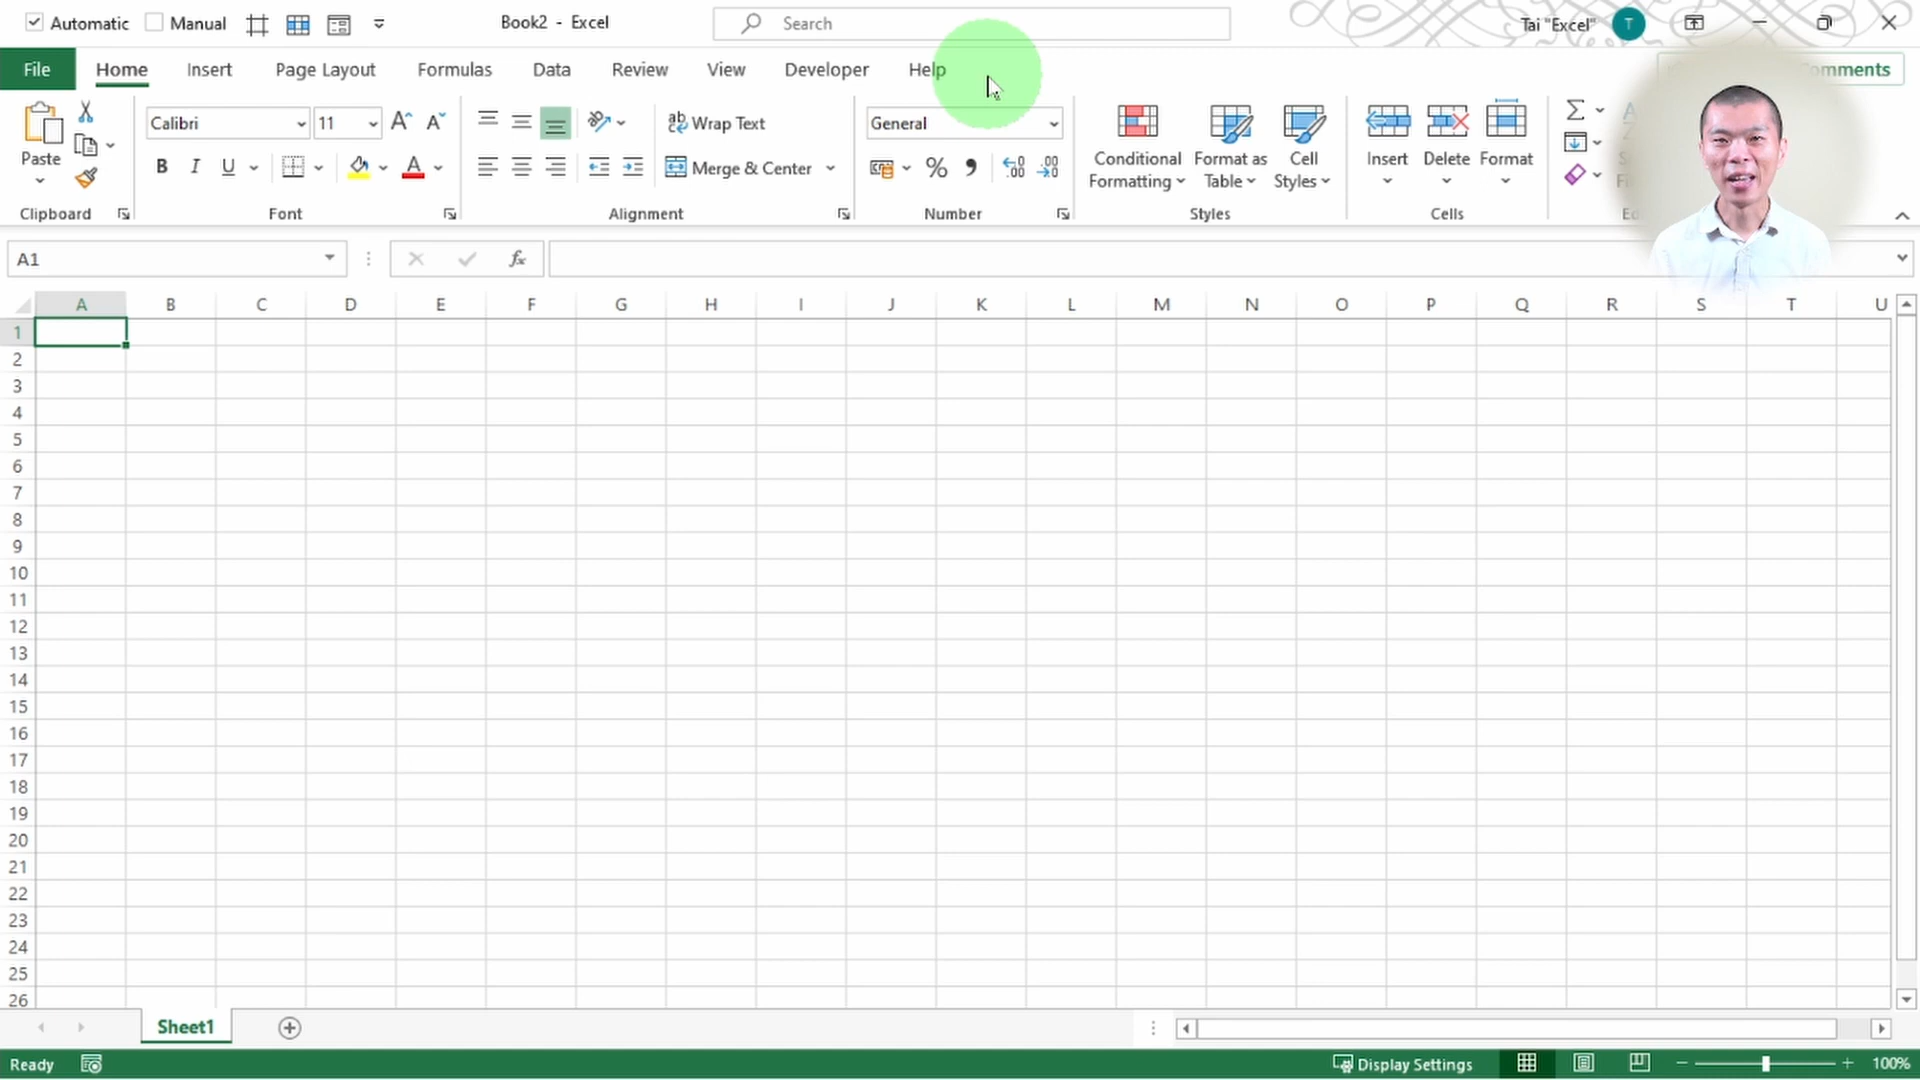 Automatic Manual Book2 - Excel Search Tai "Excel" T
File Home Insert Page Layout Formulas Data Review View Developer Help omments
Calibri 11 ab Wrap Text General
Paste B I U A Merge & Center % Conditional Formatting Format as Table Cell Styles Insert Delete Format
Clipboard Font Alignment Number Styles Cells
A1 fx
A B C D E F G H I J K L M N O P Q R S T U
1
2
3
4
5
6
7
8
9
10
11
12
13
14
15
16
17
18
19
20
21
22
23
24
25
26
Sheet1
Ready Display Settings 100%